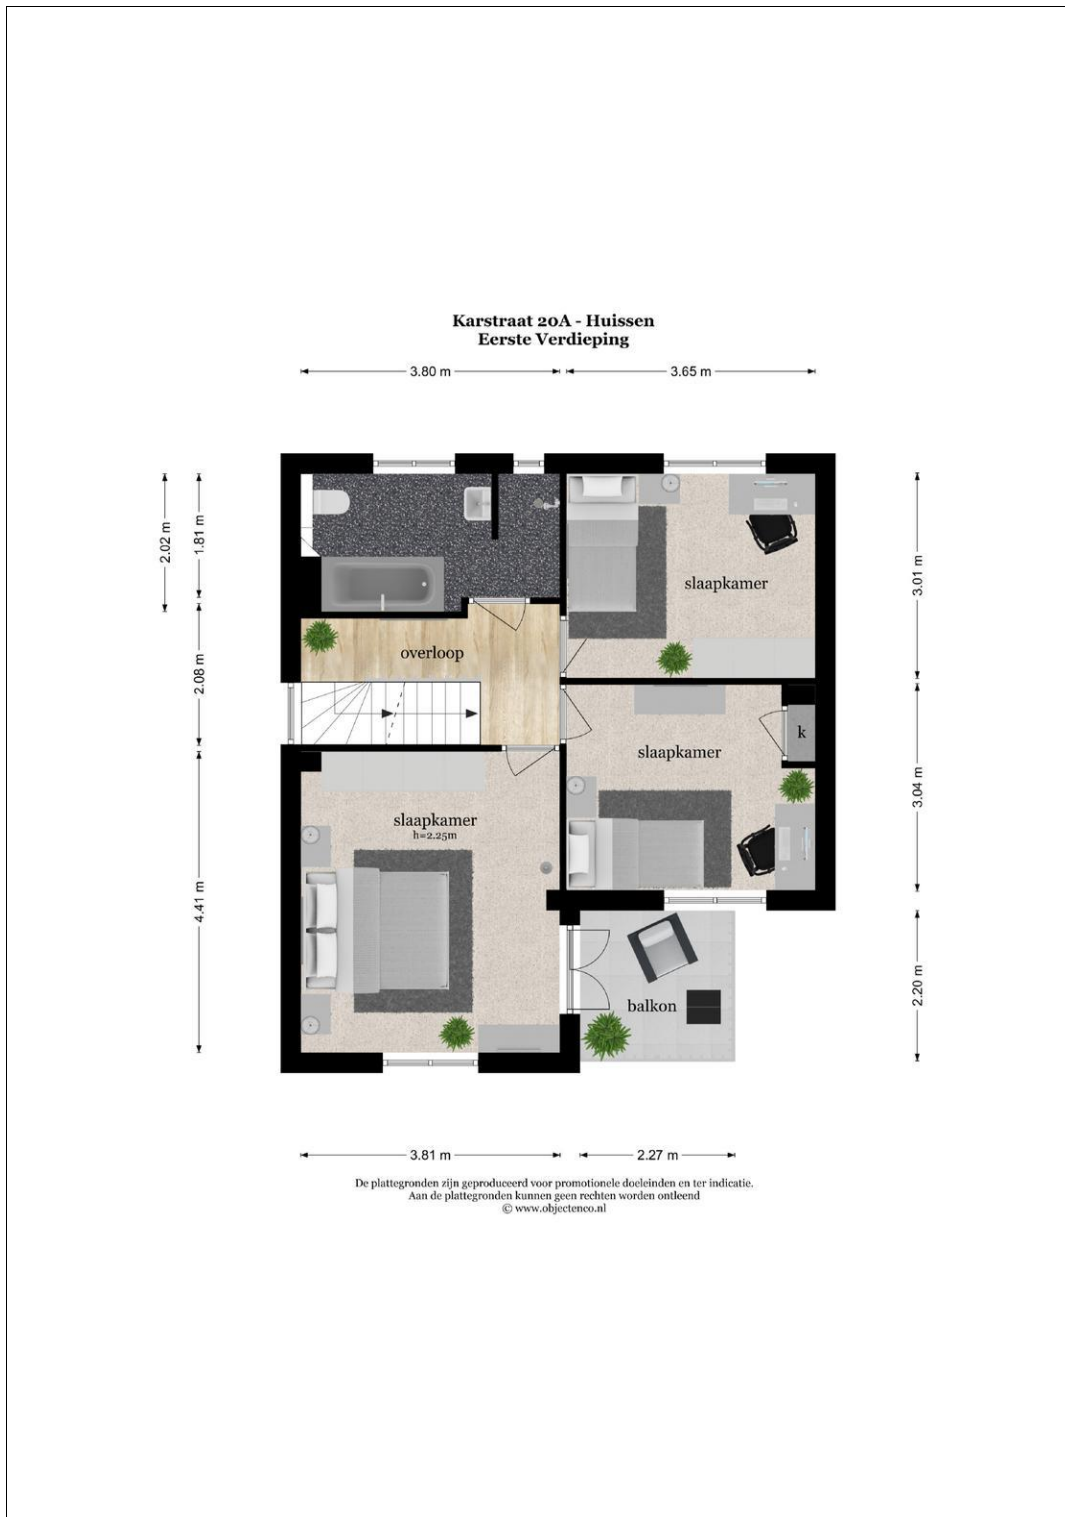 Karstraat 20A - Huissen
Eerste Verdieping
3.80 m
3.65 m
2.02 m
1.81 m
3.01 m
slaapkamer
overloop
2.08 m
slaapkamer
k
3.04 m
slaapkamer
h=2.25m
4.41 m
balkon
2.20 m
3.81 m
2.27 m
De plattegronden zijn geproduceerd voor promotionele doeleinden en ter indicatie.
Aan de plattegronden kunnen geen rechten worden ontleend
© www.objectenco.nl